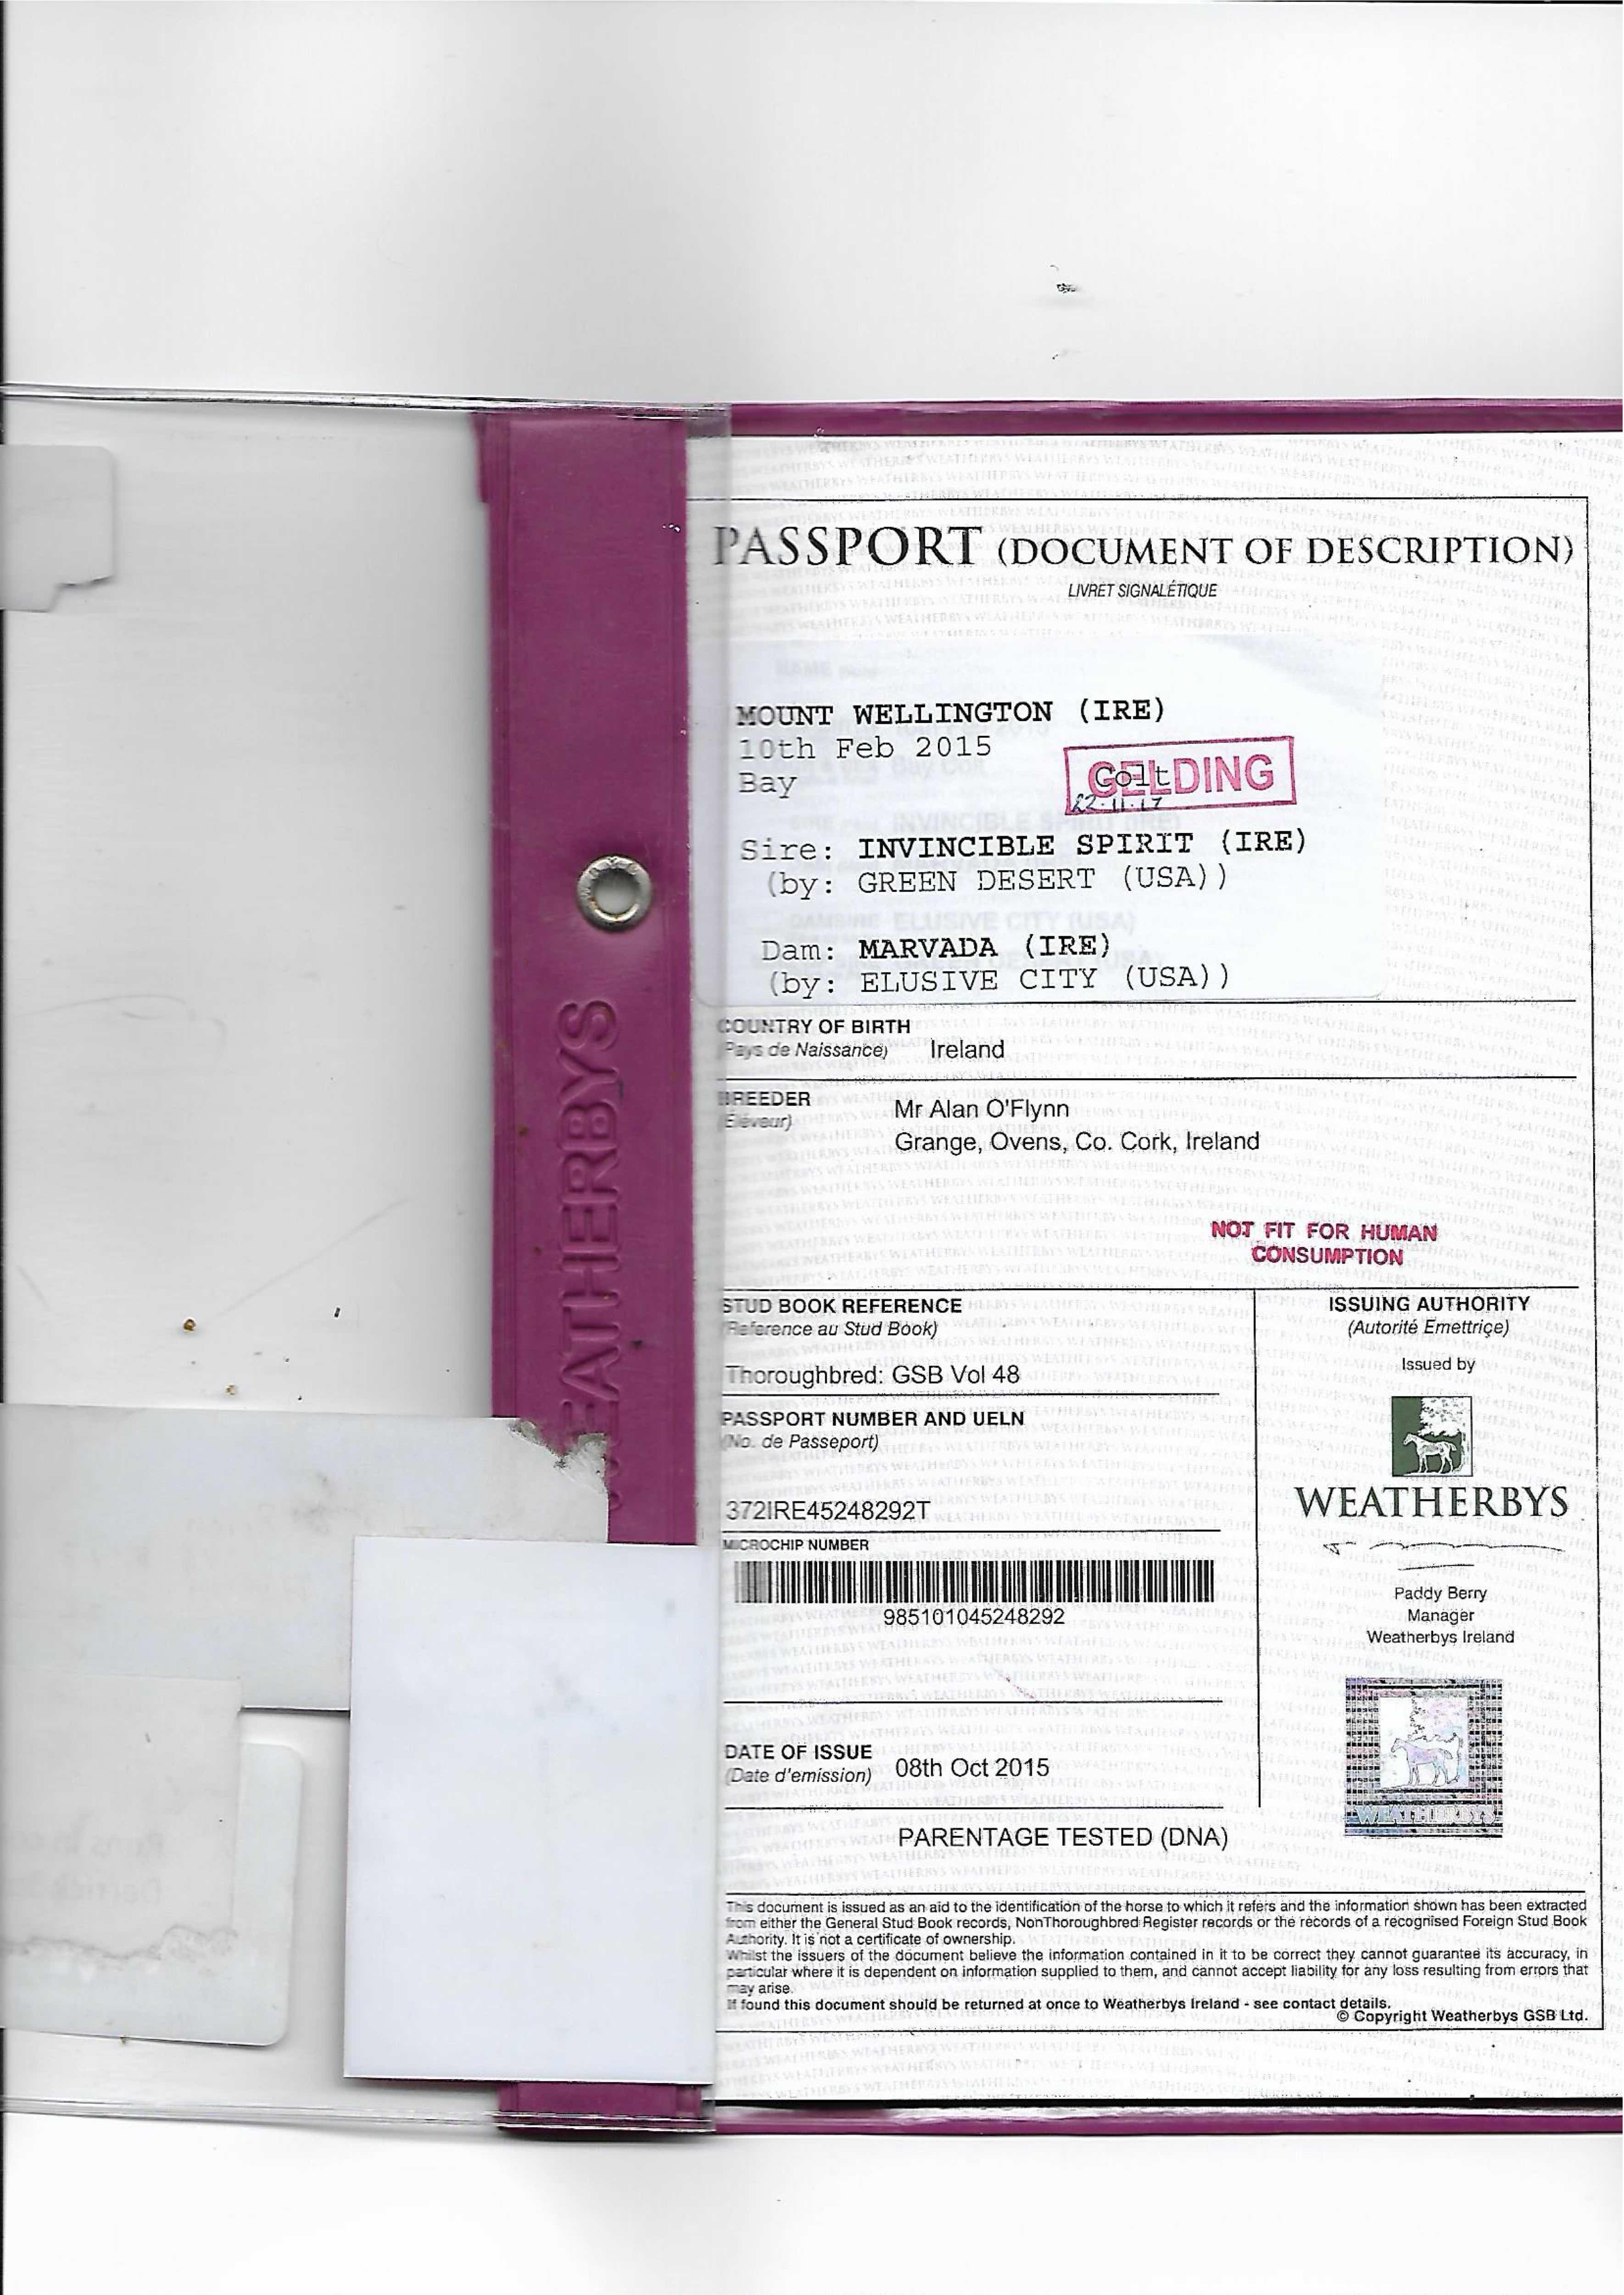 WEATHERBYS
PASSPORT (DOCUMENT OF DESCRIPTION)
LIVRET SIGNALÉTIQUE
MOUNT WELLINGTON (IRE)
10th Feb 2015
Bay
Colt
GELDING
22.11.17
Sire: INVINCIBLE SPIRIT (IRE)
(by: GREEN DESERT (USA))
Dam: MARVADA (IRE)
(by: ELUSIVE CITY (USA))
COUNTRY OF BIRTH
(Pays de Naissance) Ireland
BREEDER
(Eleveur)
Mr Alan O'Flynn
Grange, Ovens, Co. Cork, Ireland
NOT FIT FOR HUMAN
CONSUMPTION
STUD BOOK REFERENCE
(Reference au Stud Book)
Thoroughbred: GSB Vol 48
PASSPORT NUMBER AND UELN
(No. de Passeport)
372IRE45248292T
MICROCHIP NUMBER
985101045248292
DATE OF ISSUE
(Date d'emission) 08th Oct 2015
PARENTAGE TESTED (DNA)
ISSUING AUTHORITY
(Autorité Emettriçe)
Issued by
WEATHERBYS
Paddy Berry
Manager
Weatherbys Ireland
WEATHERBYS
This document is issued as an aid to the identification of the horse to which it refers and the information shown has been extracted
from either the General Stud Book records, NonThoroughbred Register records or the records of a recognised Foreign Stud Book
Authority. It is not a certificate of ownership.
Whilst the issuers of the document believe the information contained in it to be correct they cannot guarantee its accuracy, in
particular where it is dependent on information supplied to them, and cannot accept liability for any loss resulting from errors that
may arise.
If found this document should be returned at once to Weatherbys Ireland - see contact details.
© Copyright Weatherbys GSB Ltd.